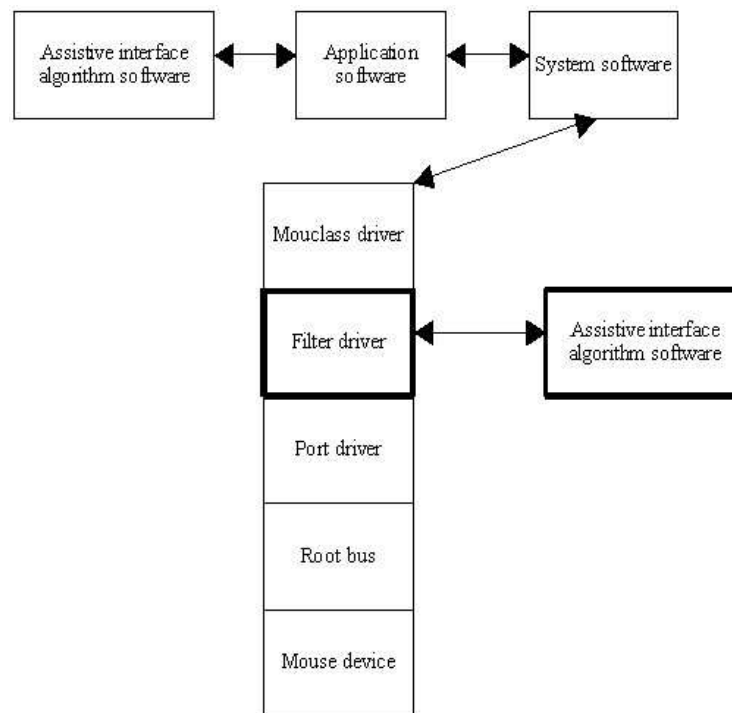 Assistive interface
algorithm software
Application
software
System software
Mouclass driver
Filter driver
Assistive interface
algorithm software
Port driver
Root bus
Mouse device